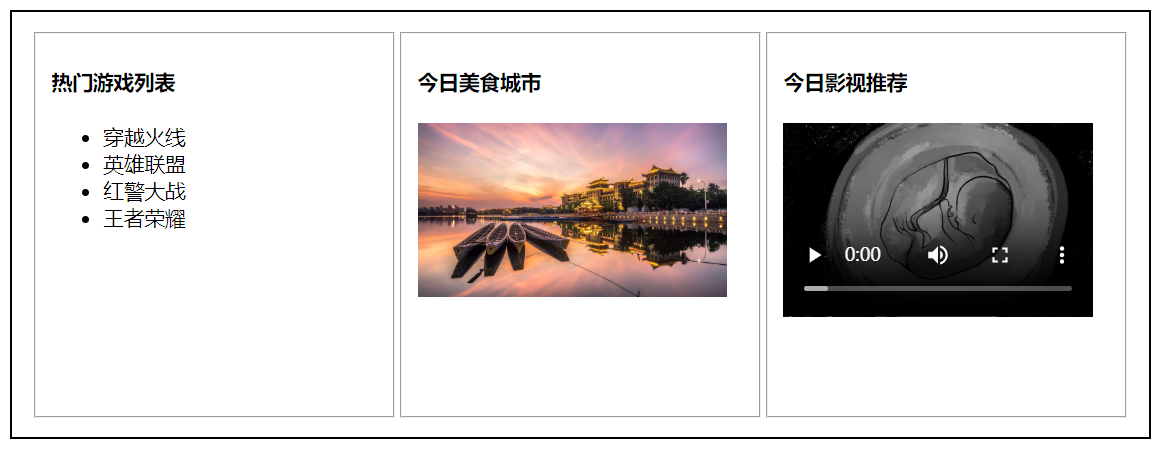 热门游戏列表
穿越火线
英雄联盟
红警大战
王者荣耀
今日美食城市
今日影视推荐
0:00